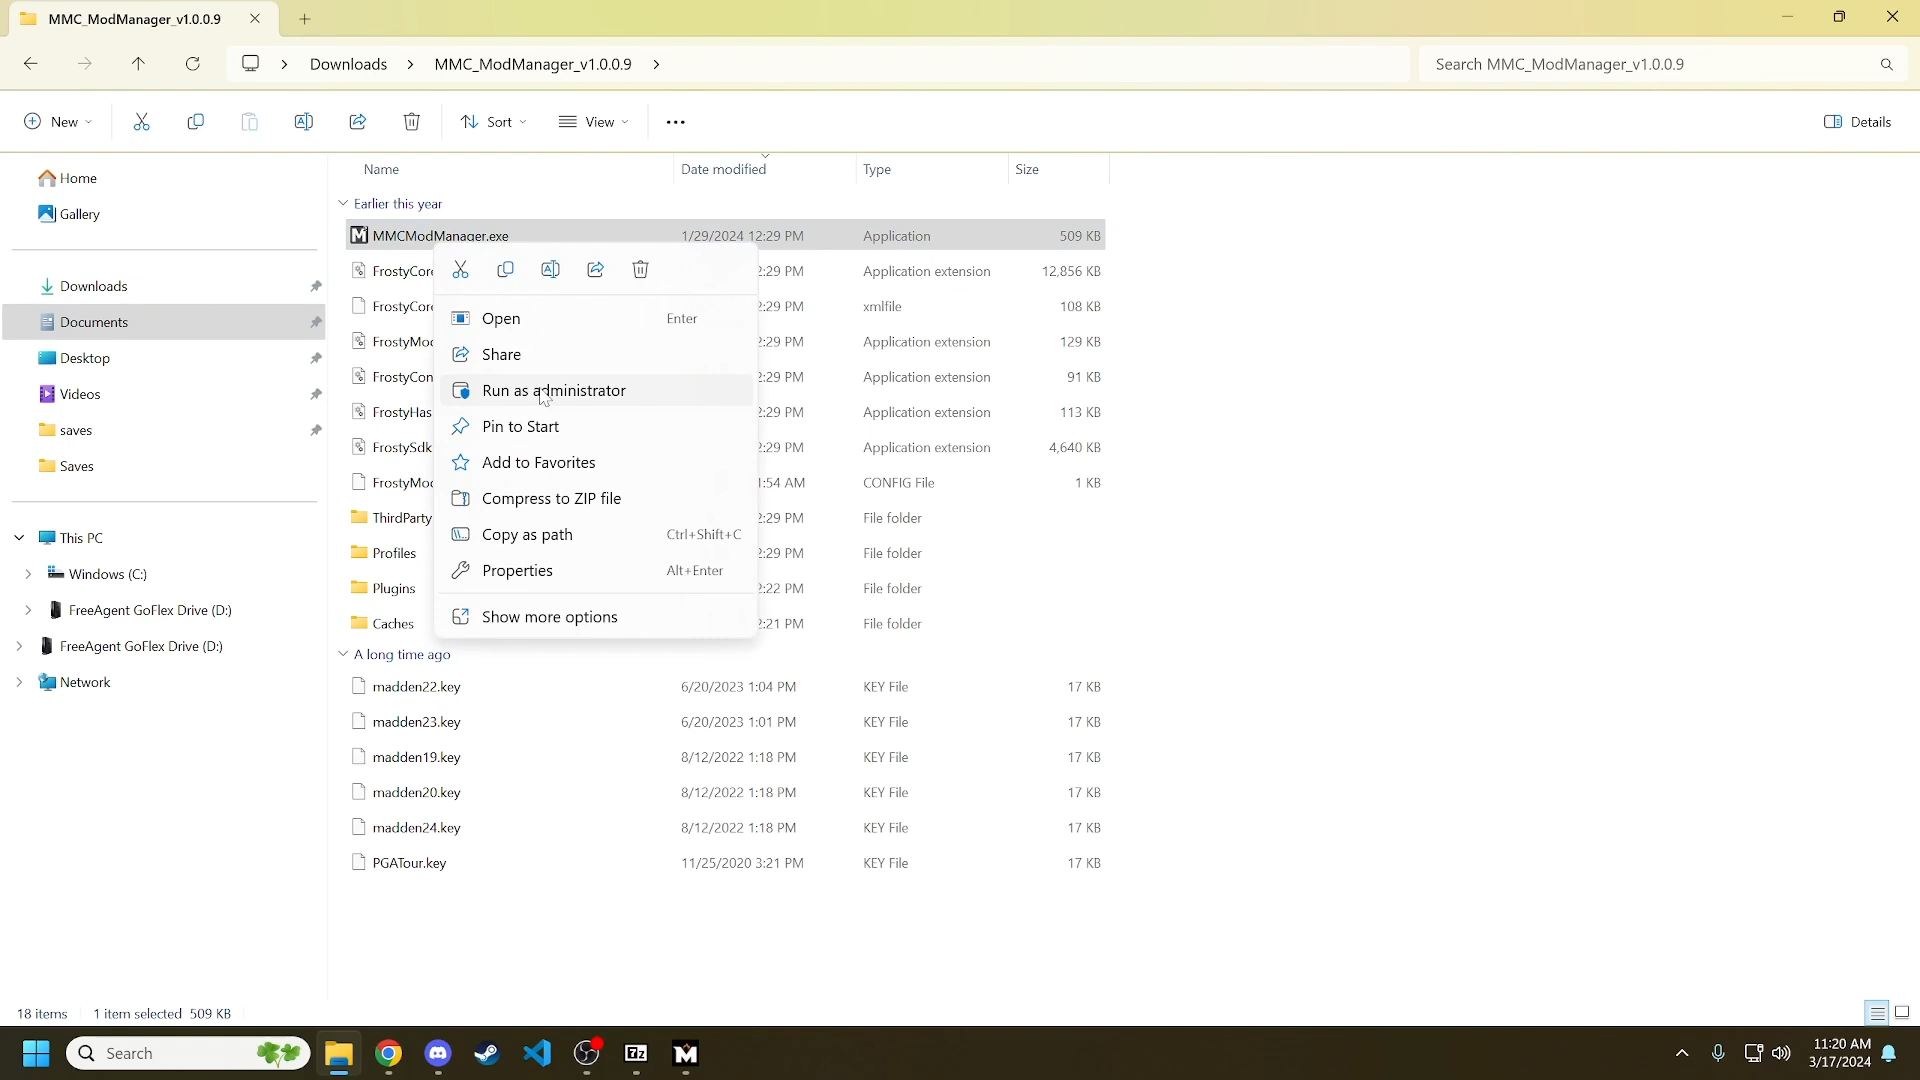 MMC_ModManager_v1.0.0.9
Downloads
MMC_ModManager_v1.0.0.9
Search MMC_ModManager_v1.0.0.9
New
Sort
View
Details
Home
Gallery
Downloads
Documents
Desktop
Videos
saves
Saves
This PC
Windows (C:)
FreeAgent GoFlex Drive (D:)
FreeAgent GoFlex Drive (D:)
Network
Name Date modified Type Size
Earlier this year
MMCModManager.exe 1/29/2024 12:29 PM Application 509 KB
FrostyCor 2:29 PM Application extension 12,856 KB
FrostyCor 2:29 PM xmlfile 108 KB
FrostyMo 2:29 PM Application extension 129 KB
FrostyCon 2:29 PM Application extension 91 KB
FrostyHas 2:29 PM Application extension 113 KB
FrostySdk 2:29 PM Application extension 4,640 KB
FrostyMo 1:54 AM CONFIG File 1 KB
ThirdParty 2:29 PM File folder
Profiles 2:29 PM File folder
Plugins 2:22 PM File folder
Caches 2:21 PM File folder
A long time ago
madden22.key 6/20/2023 1:04 PM KEY File 17 KB
madden23.key 6/20/2023 1:01 PM KEY File 17 KB
madden19.key 8/12/2022 1:18 PM KEY File 17 KB
madden20.key 8/12/2022 1:18 PM KEY File 17 KB
madden24.key 8/12/2022 1:18 PM KEY File 17 KB
PGATour.key 11/25/2020 3:21 PM KEY File 17 KB
Open Enter
Share
Run as administrator
Pin to Start
Add to Favorites
Compress to ZIP file
Copy as path Ctrl+Shift+C
Properties Alt+Enter
Show more options
18 items 1 item selected 509 KB
Search
7z
M
11:20 AM
3/17/2024